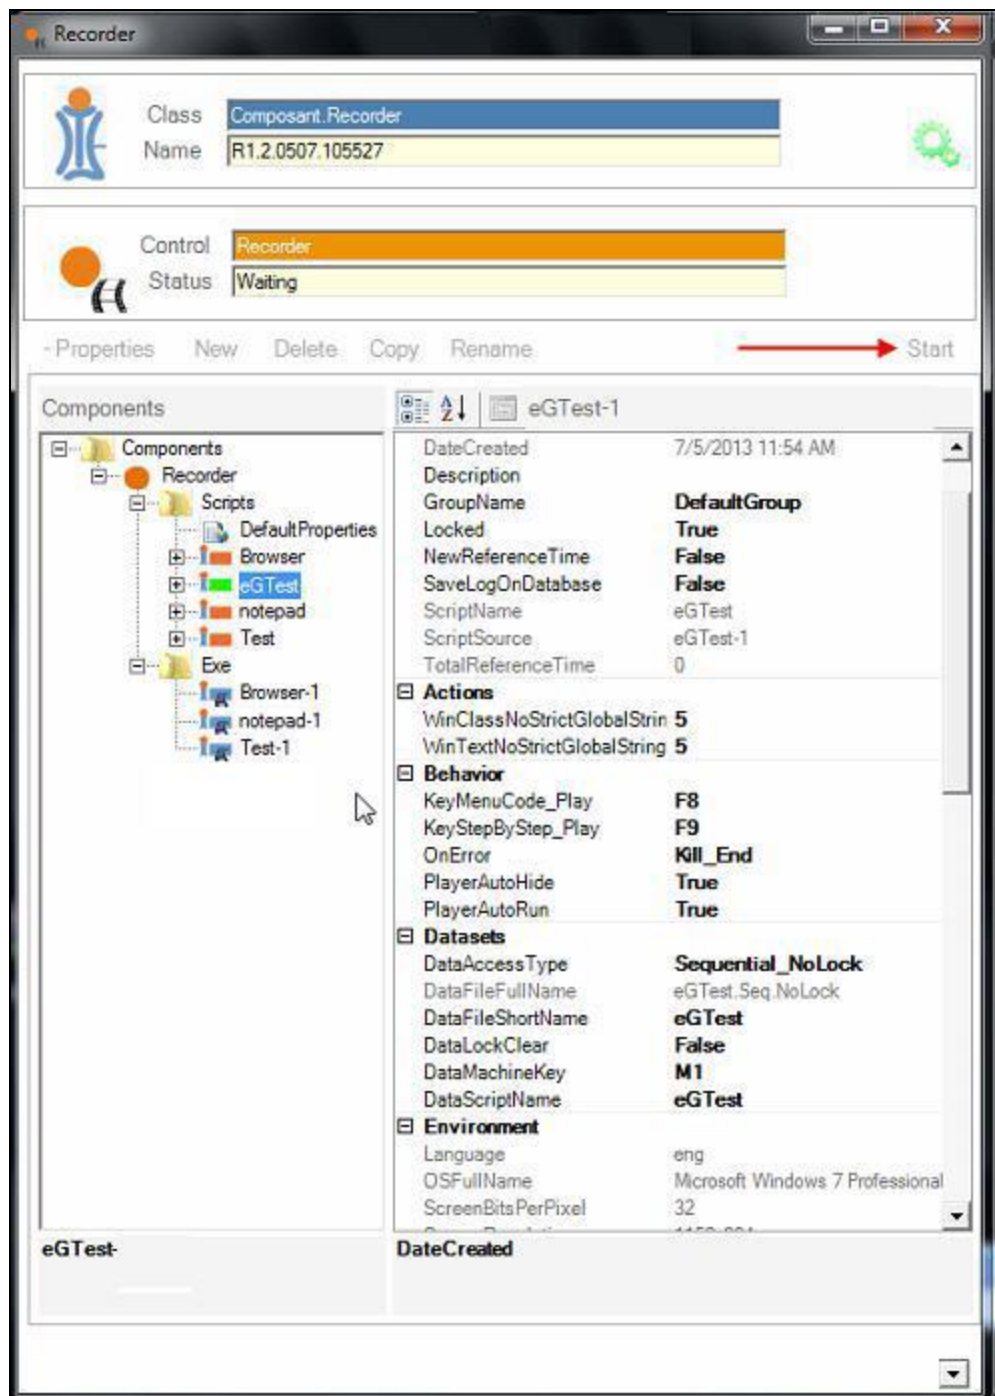 Recorder
Class Composant.Recorder
Name R1.2.0507.105527
Control Recorder
Status Waiting
- Properties New Delete Copy Rename Start
Components
eGTest-1
Components
Recorder
Scripts
DefaultProperties
Browser
eGTest
notepad
Test
Exe
Browser-1
notepad-1
Test-1
DateCreated 7/5/2013 11:54 AM
Description
GroupName DefaultGroup
Locked True
NewReferenceTime False
SaveLogOnDatabase False
ScriptName eGTest
ScriptSource eGTest-1
TotalReferenceTime 0
Actions
WinClassNoStrictGlobalStrin 5
WinTextNoStrictGlobalString 5
Behavior
KeyMenuCode_Play F8
KeyStepByStep_Play F9
OnError Kill_End
PlayerAutoHide True
PlayerAutoRun True
Datasets
DataAccessType Sequential_NoLock
DataFileFullName eGTest.Seq.NoLock
DataFileShortName eGTest
DataLockClear False
DataMachineKey M1
DataScriptName eGTest
Environment
Language eng
OSFullName Microsoft Windows 7 Professional
ScreenBitsPerPixel 32
eGTest-
DateCreated